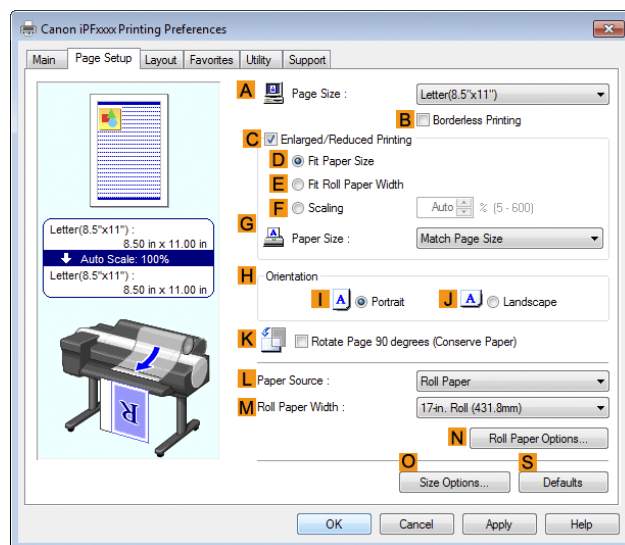 Canon iPFxxxx Printing Preferences
Main Page Setup Layout Favorites Utility Support
A Page Size : Letter(8.5"x11")
B Borderless Printing
C Enlarged/Reduced Printing
D Fit Paper Size
E Fit Roll Paper Width
F Scaling Auto % (5 - 600)
G Paper Size : Match Page Size
Letter(8.5"x11") :
8.50 in x 11.00 in
Auto Scale: 100%
Letter(8.5"x11") :
8.50 in x 11.00 in
H Orientation
I A Portrait J A Landscape
K Rotate Page 90 degrees (Conserve Paper)
R
L Paper Source : Roll Paper
M Roll Paper Width : 17-in. Roll (431.8mm)
N Roll Paper Options...
O S
Size Options... Defaults
OK Cancel Apply Help